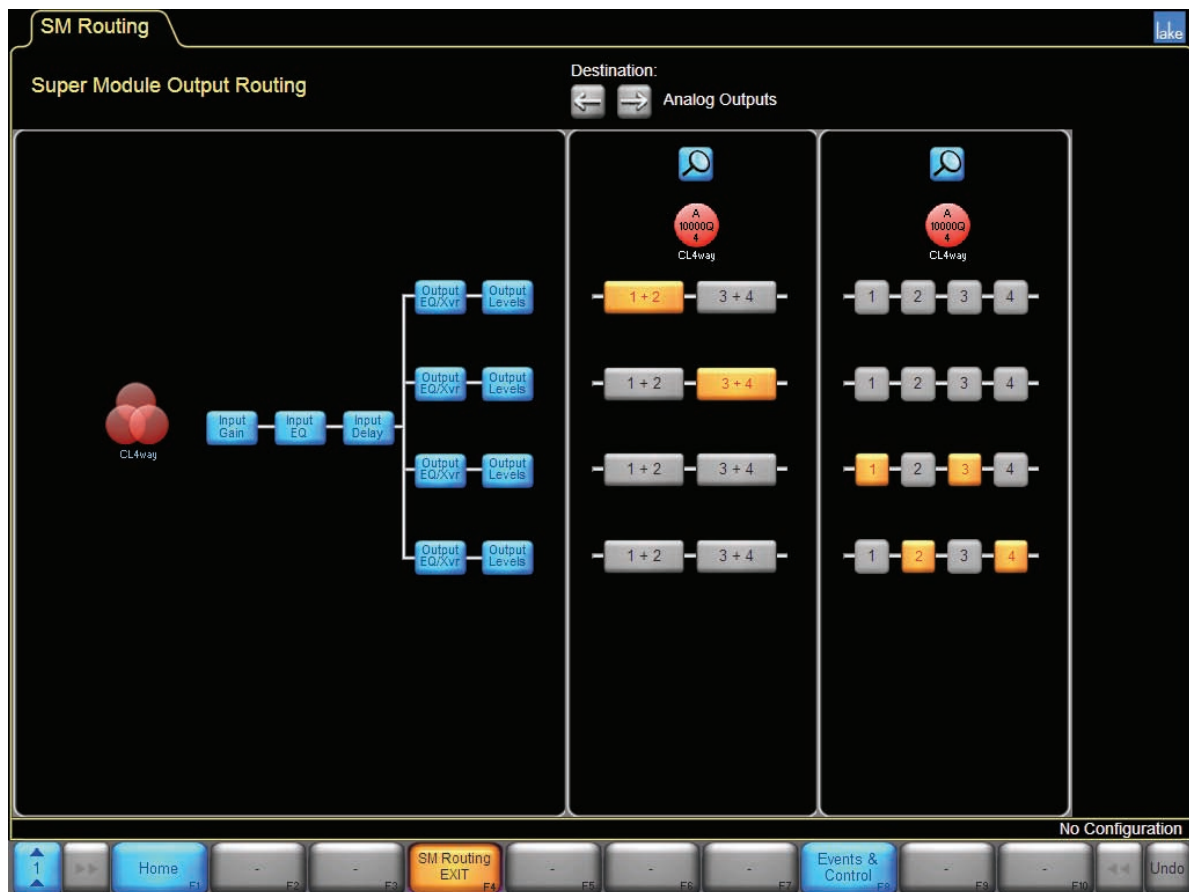 SM Routing
lake
Super Module Output Routing
Destination:
Analog Outputs
A
10000Q
4
CL4way
A
10000Q
4
CL4way
Output
EQ/Xvr
Output
Levels
1 + 2
3 + 4
1
2
3
4
Output
EQ/Xvr
Output
Levels
1 + 2
3 + 4
1
2
3
4
CL4way
Input
Gain
Input
EQ
Input
Delay
Output
EQ/Xvr
Output
Levels
1 + 2
3 + 4
1
2
3
4
Output
EQ/Xvr
Output
Levels
1 + 2
3 + 4
1
2
3
4
No Configuration
1
Home
F1
-
F2
-
F3
SM Routing
EXIT
F4
-
F5
-
F6
-
F7
Events &
Control
F8
-
F9
-
F10
Undo